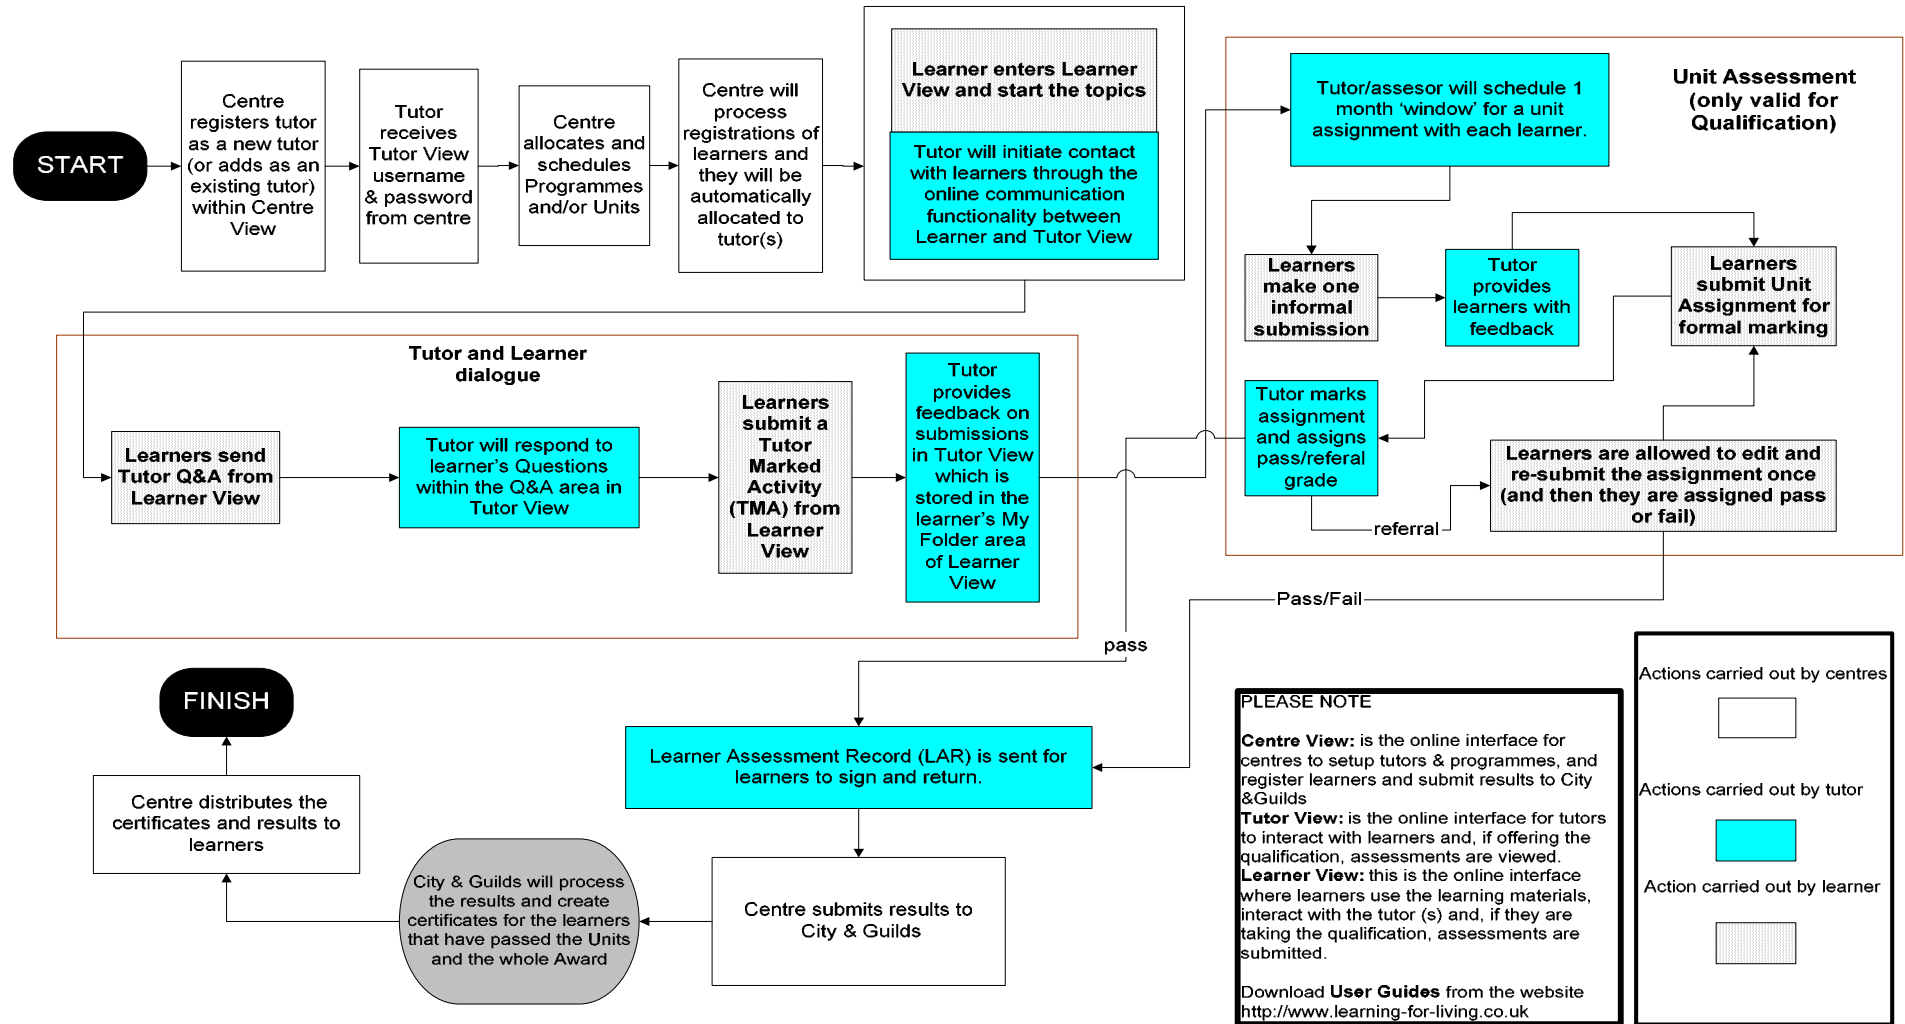 START
Centre
registers tutor
as a new tutor
(or adds as an
existing tutor)
within Centre
View
Tutor
receives
Tutor View
username
& password
from centre
Centre
allocates and
schedules
Programmes
and/or Units
Centre will
process
registrations of
learners and
they will be
automatically
allocated to
tutor(s)
Learner enters Learner
View and start the topics
Tutor will initiate contact
with learners through the
online communication
functionality between
Learner and Tutor View
Tutor and Learner
dialogue
Learners send
Tutor Q&A from
Learner View
Tutor will respond to
learner’s Questions
within the Q&A area in
Tutor View
Learners
submit a
Tutor
Marked
Activity
(TMA) from
Learner
View
Tutor
provides
feedback on
submissions
in Tutor View
which is
stored in the
learner’s My
Folder area
of Learner
View
Unit Assessment
(only valid for
Qualification)
Tutor/assesor will schedule 1
month ‘window’ for a unit
assignment with each learner.
Learners
make one
informal
submission
Tutor
provides
learners with
feedback
Learners
submit Unit
Assignment for
formal marking
Tutor marks
assignment
and assigns
pass/referal
grade
referral
Learners are allowed to edit and
re-submit the assignment once
(and then they are assigned pass
or fail)
Pass/Fail
pass
Learner Assessment Record (LAR) is sent for
learners to sign and return.
Centre submits results to
City & Guilds
City & Guilds will process
the results and create
certificates for the learners
that have passed the Units
and the whole Award
Centre distributes the
certificates and results to
learners
FINISH
PLEASE NOTE
Centre View: is the online interface for
centres to setup tutors & programmes, and
register learners and submit results to City
&Guilds
Tutor View: is the online interface for tutors
to interact with learners and, if offering the
qualification, assessments are viewed.
Learner View: this is the online interface
where learners use the learning materials,
interact with the tutor (s) and, if they are
taking the qualification, assessments are
submitted.
Download User Guides from the website
http://www.learning-for-living.co.uk
Actions carried out by centres
Actions carried out by tutor
Action carried out by learner